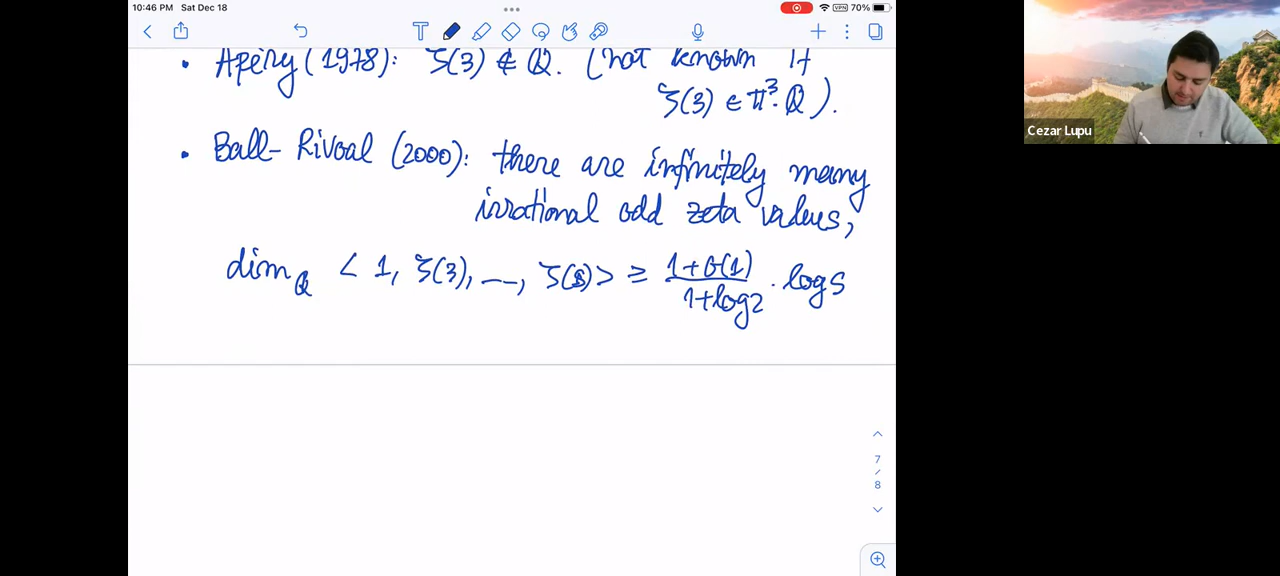 10:46 PM Sat Dec 18
VPN 70%
• Apéry (1978): ζ(3) ∉ ℚ. (not known if
ζ(3) ∈ π³·ℚ).
• Ball-Rivoal (2000): there are infinitely many
irrational odd zeta values,
dim_ℚ < 1, ζ(3), ..., ζ(s) > ≥ (1+o(1))/(1+log2) · log s
7
/
8
Cezar Lupu